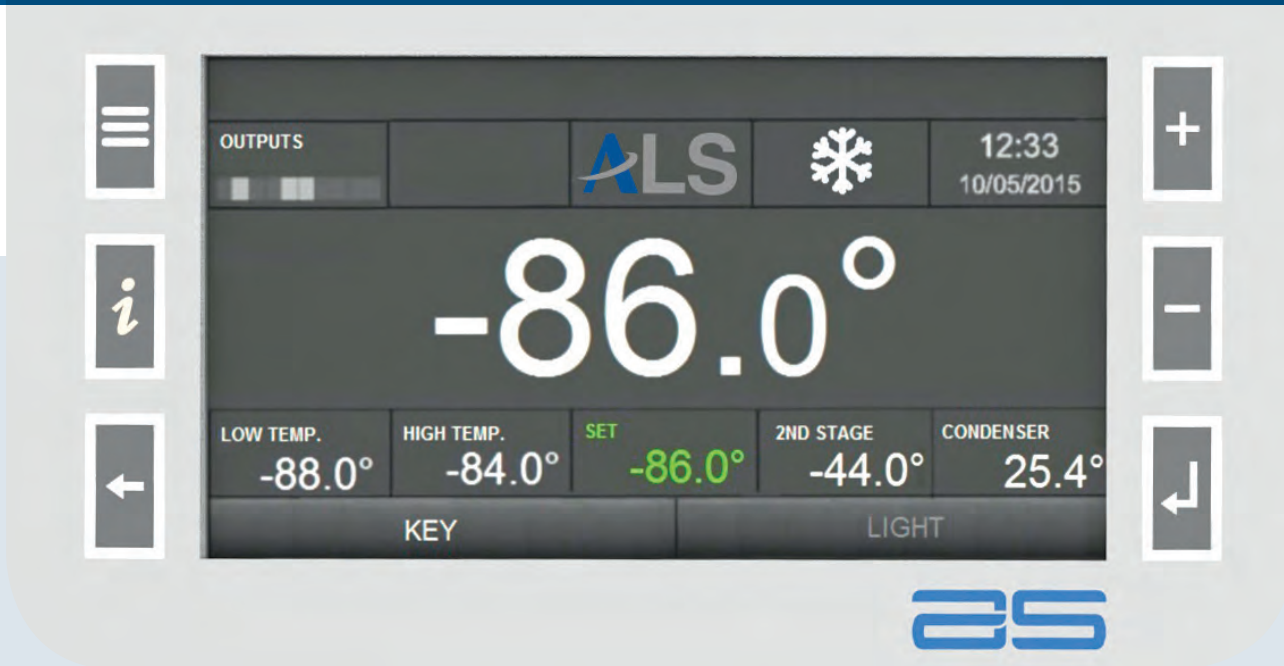 OUTPUTS
ALS
12:33
10/05/2015
-86.0°
LOW TEMP.
-88.0°
HIGH TEMP.
-84.0°
SET
-86.0°
2ND STAGE
-44.0°
CONDENSER
25.4°
KEY
LIGHT
i
+
-
as